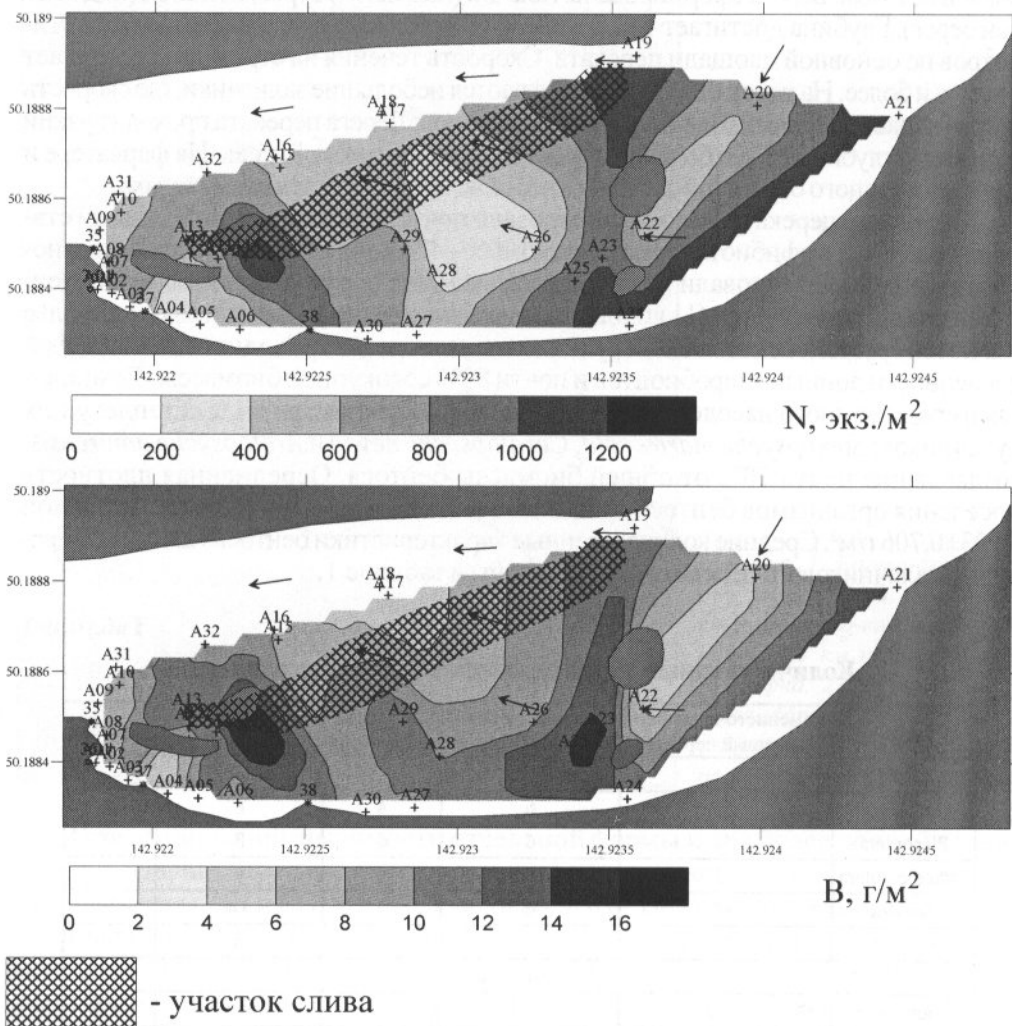 50.189
A19
A20
A21
50.1888
A18
A17
A16
A15
A32
A31
A10
50.1886
A09
35
A13
A22
A26
A29
A23
A08
A07
A25
A28
A02
50.1884
A03
37
A04
A05
A06
38
A30
A27
A24
142.922 142.9225 142.923 142.9235 142.924 142.9245
0 200 400 600 800 1000 1200
N, экз./м²
50.189
A19
A20
A21
50.1888
A18
A17
A16
A15
A32
A31
A10
50.1886
A09
35
A13
A22
A26
A29
23
A08
A07
A28
A02
50.1884
A03
37
A04
A05
A06
38
A30
A27
A24
142.922 142.9225 142.923 142.9235 142.924 142.9245
0 2 4 6 8 10 12 14 16
В, г/м²
- участок слива